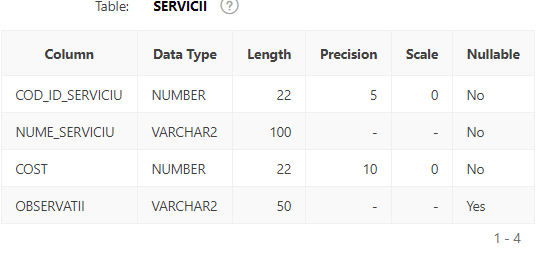 Table: SERVICII ?
Column Data Type Length Precision Scale Nullable
COD_ID_SERVICIU NUMBER 22 5 0 No
NUME_SERVICIU VARCHAR2 100 - - No
COST NUMBER 22 10 0 No
OBSERVATII VARCHAR2 50 - - Yes
1 - 4